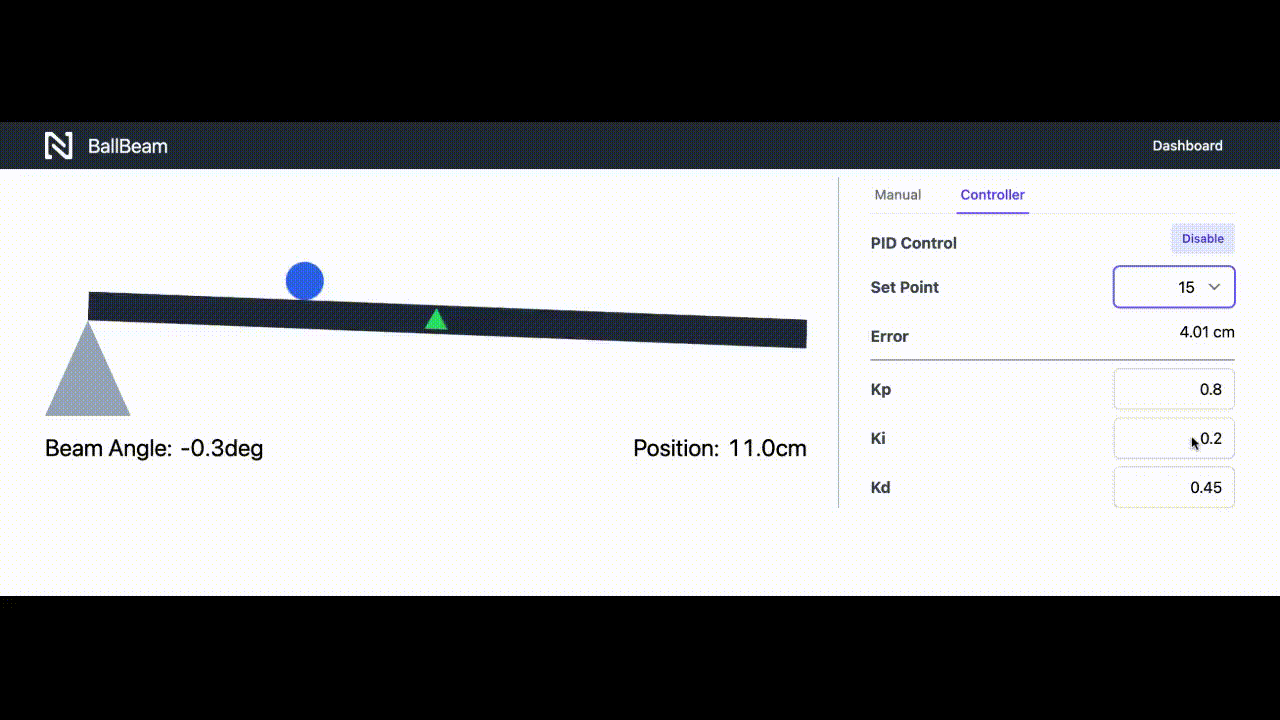 BallBeam
Dashboard
Manual Controller
PID Control Disable
Set Point 15
Error 4.01 cm
Kp 0.8
Ki 0.2
Kd 0.45
Beam Angle: -0.3deg Position: 11.0cm